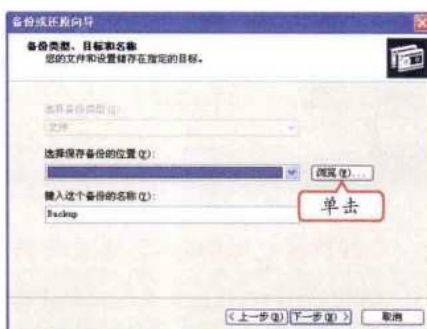 备份或还原向导
备份类型、目标和名称
您的文件和设置储存在指定的目标。
选择备份类型(S):
文件
选择保存备份的位置(P):
浏览(W)...
单击
键入这个备份的名称(Y):
Backup
<上一步(B) 下一步(N)> 取消